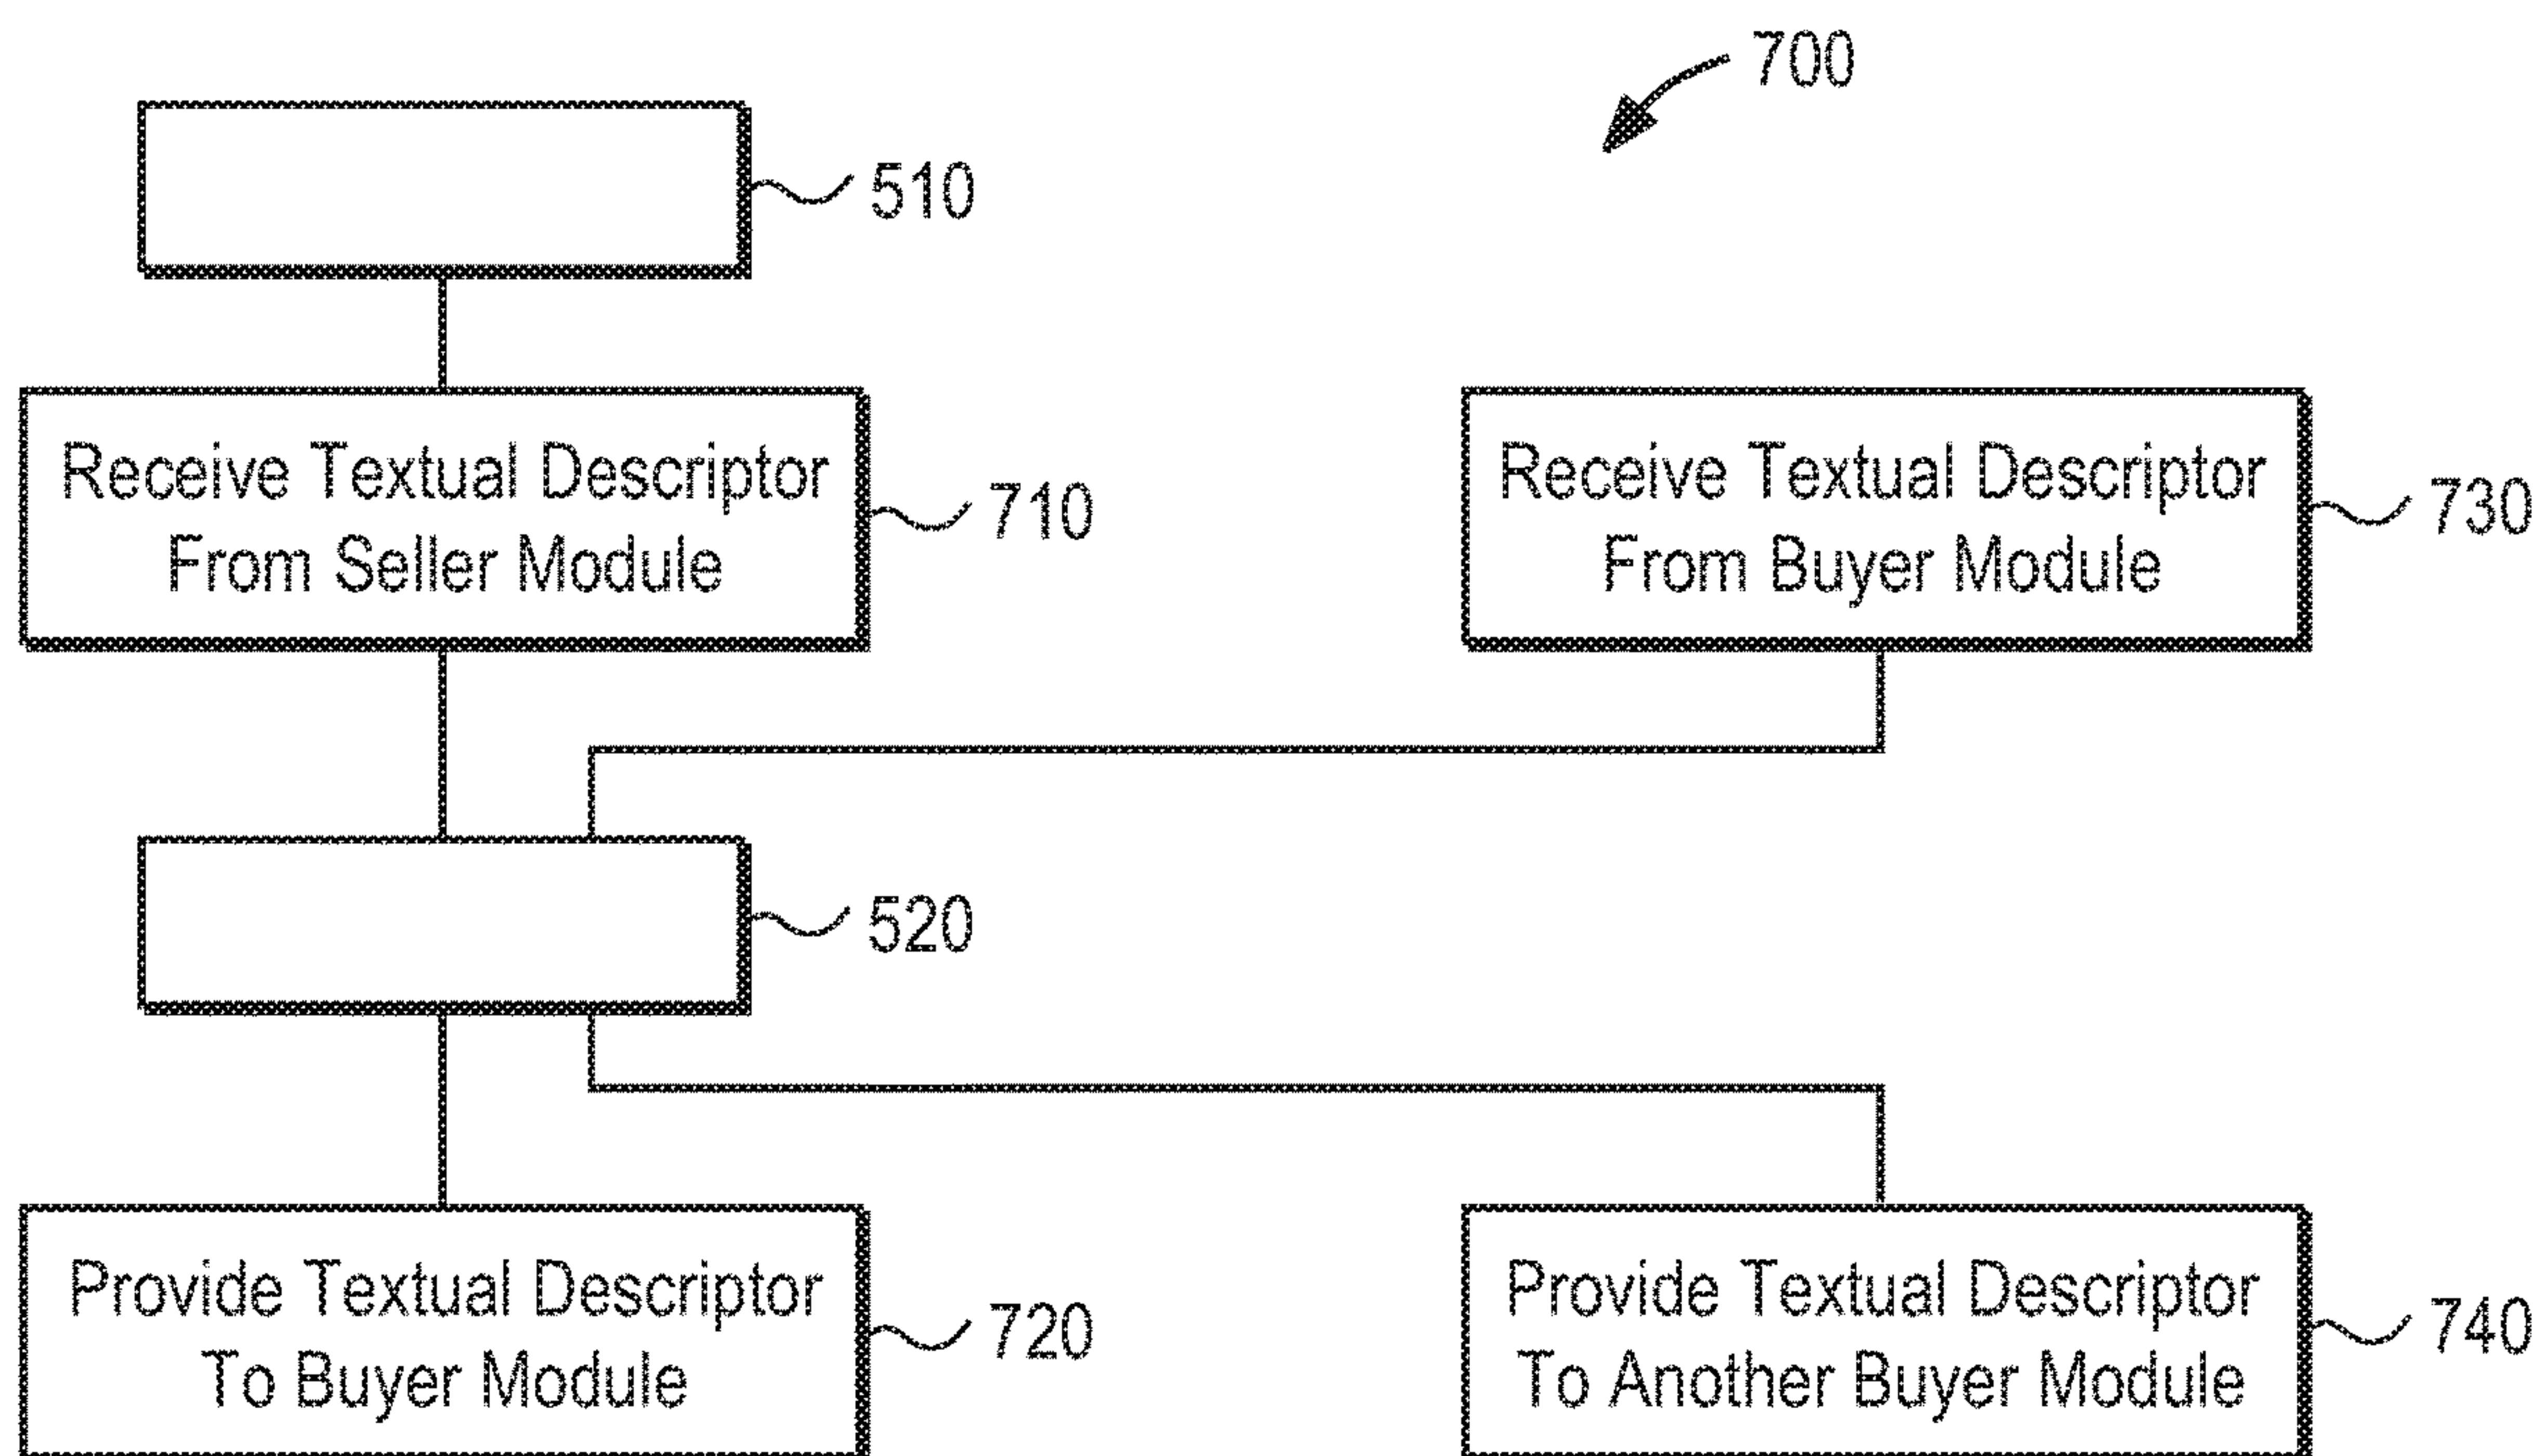 700
510
Receive Textual Descriptor
From Seller Module
710
Receive Textual Descriptor
From Buyer Module
730
520
Provide Textual Descriptor
To Buyer Module
720
Provide Textual Descriptor
To Another Buyer Module
740